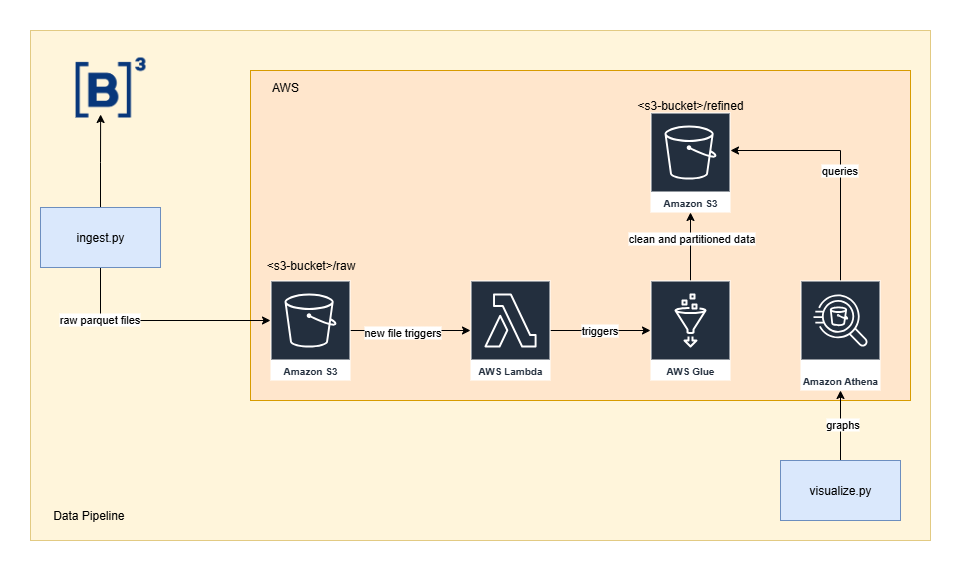 [B]³
AWS
<s3-bucket>/refined
queries
Amazon S3
ingest.py
clean and partitioned data
<s3-bucket>/raw
raw parquet files
new file triggers
triggers
Amazon S3
AWS Lambda
AWS Glue
Amazon Athena
graphs
visualize.py
Data Pipeline